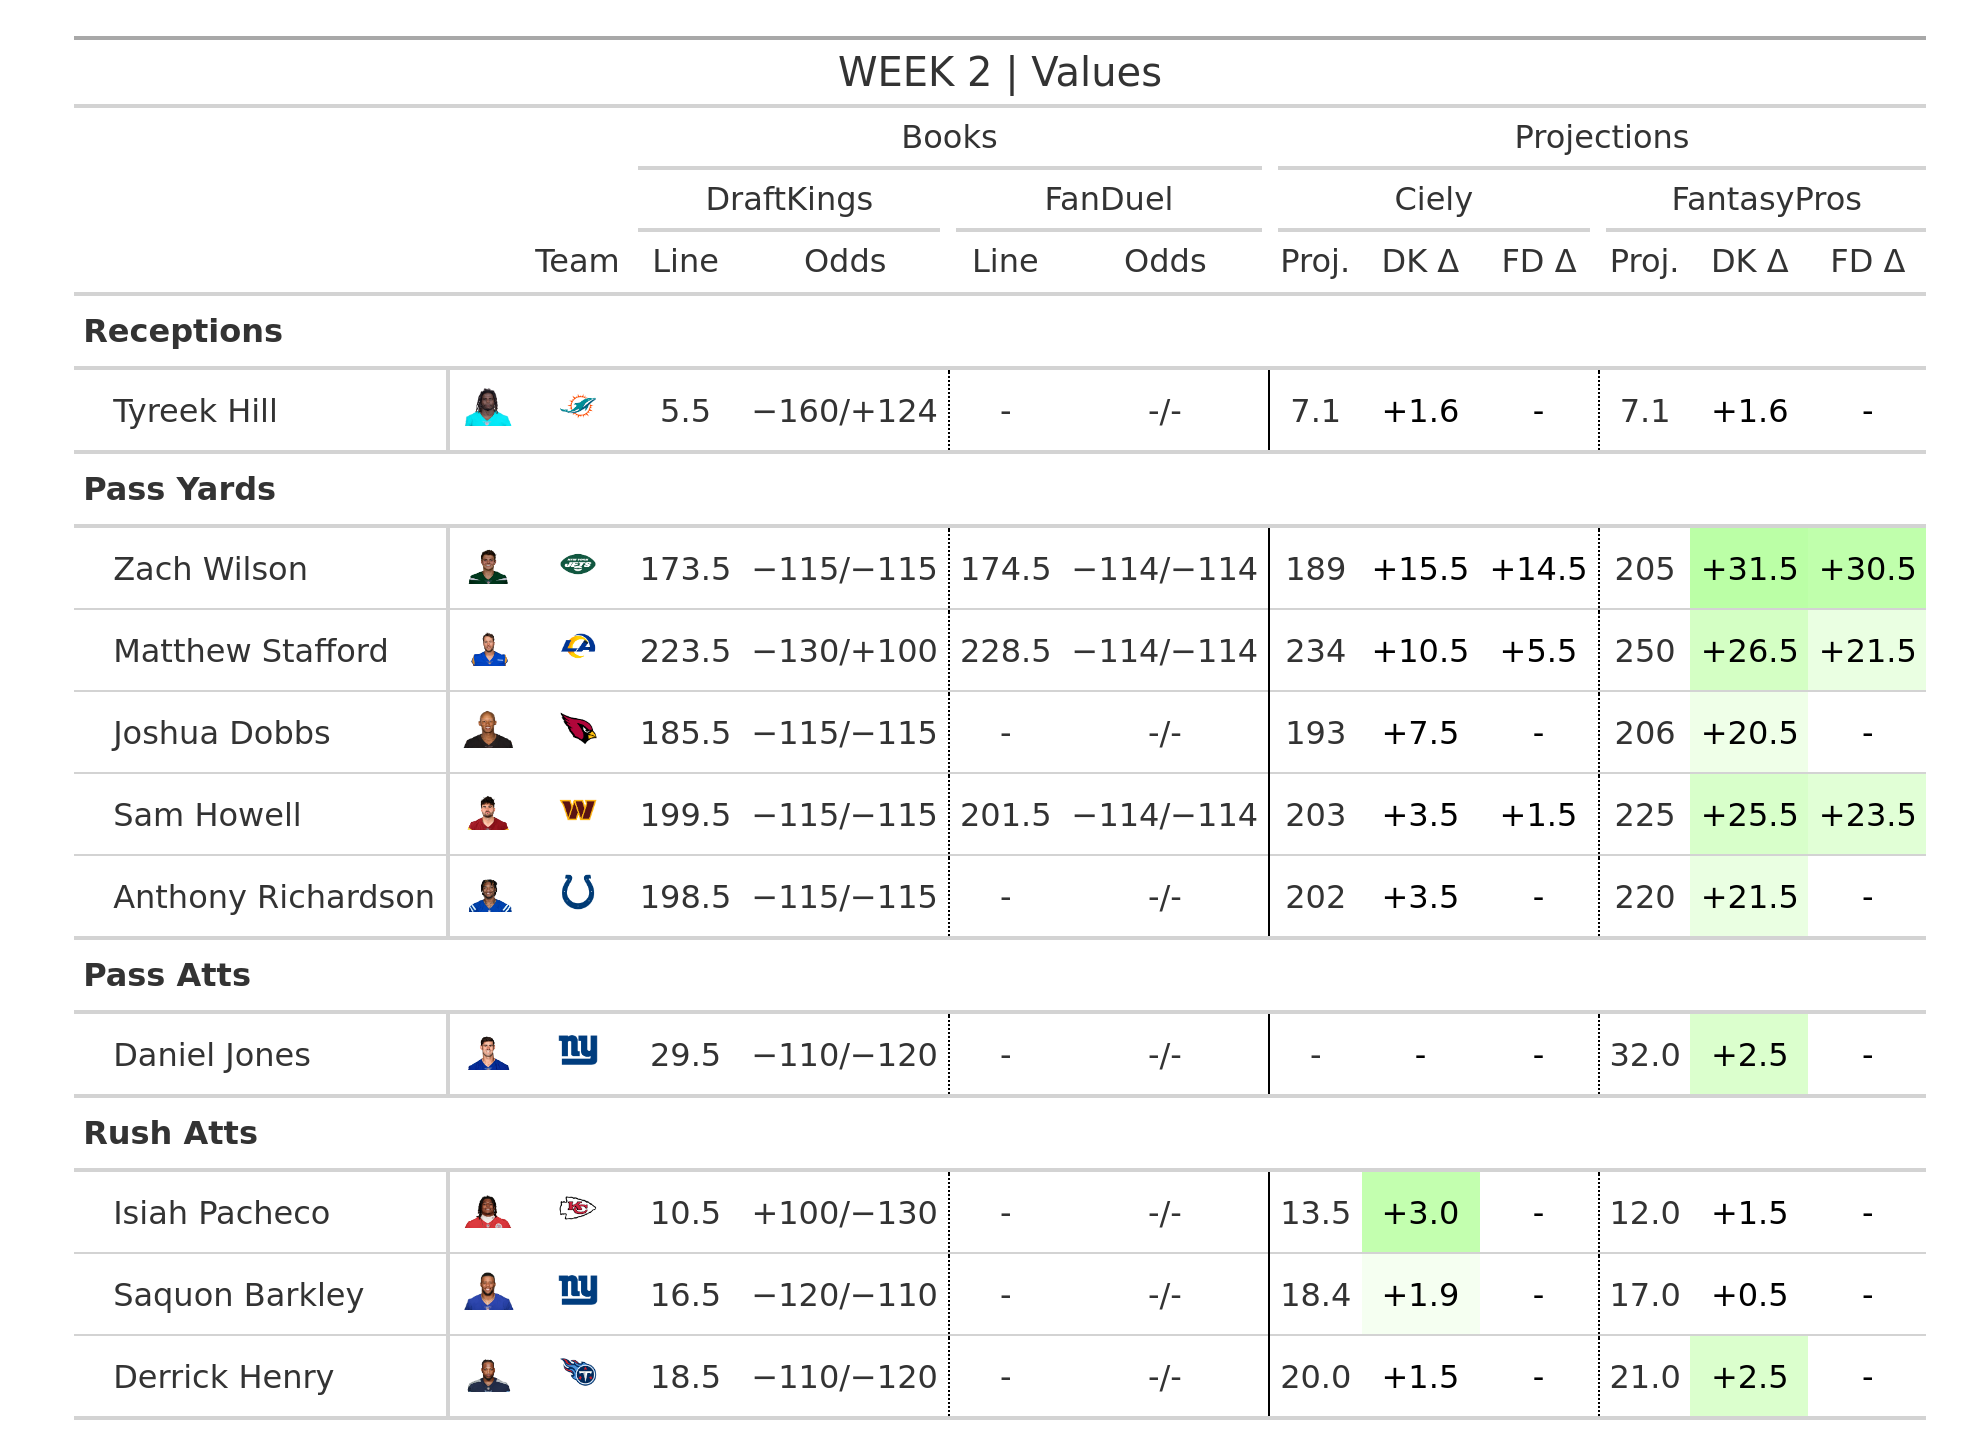 WEEK 2 | Values
Books Projections
DraftKings FanDuel Ciely FantasyPros
Team Line Odds Line Odds Proj. DK Δ FD Δ Proj. DK Δ FD Δ
Receptions
Tyreek Hill 5.5 −160/+124 - -/- 7.1 +1.6 - 7.1 +1.6 -
Pass Yards
Zach Wilson JETS 173.5 −115/−115 174.5 −114/−114 189 +15.5 +14.5 205 +31.5 +30.5
Matthew Stafford LA 223.5 −130/+100 228.5 −114/−114 234 +10.5 +5.5 250 +26.5 +21.5
Joshua Dobbs 185.5 −115/−115 - -/- 193 +7.5 - 206 +20.5 -
Sam Howell W 199.5 −115/−115 201.5 −114/−114 203 +3.5 +1.5 225 +25.5 +23.5
Anthony Richardson 198.5 −115/−115 - -/- 202 +3.5 - 220 +21.5 -
Pass Atts
Daniel Jones ny 29.5 −110/−120 - -/- - - - 32.0 +2.5 -
Rush Atts
Isiah Pacheco KC 10.5 +100/−130 - -/- 13.5 +3.0 - 12.0 +1.5 -
Saquon Barkley ny 16.5 −120/−110 - -/- 18.4 +1.9 - 17.0 +0.5 -
Derrick Henry T 18.5 −110/−120 - -/- 20.0 +1.5 - 21.0 +2.5 -